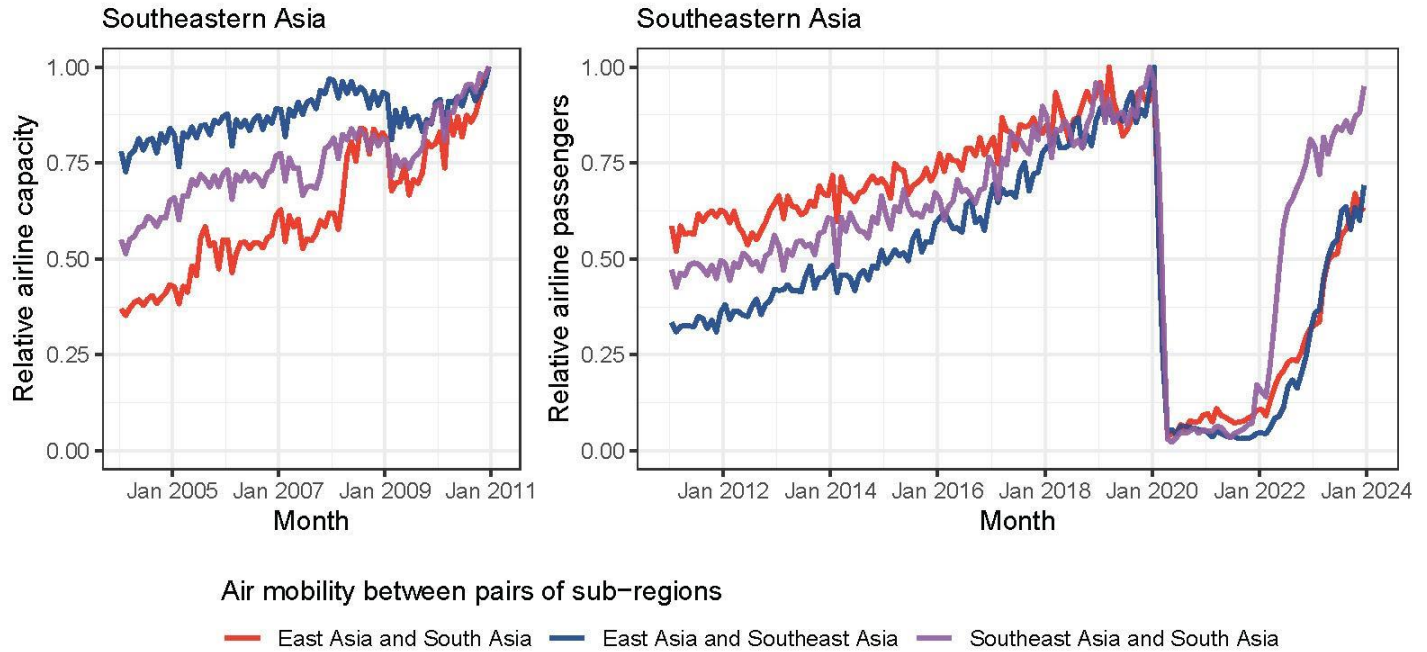 Southeastern Asia
Relative airline capacity
1.00
0.75
0.50
0.25
0.00
Jan 2005 Jan 2007 Jan 2009 Jan 2011
Month
Southeastern Asia
Relative airline passengers
1.00
0.75
0.50
0.25
0.00
Jan 2012 Jan 2014 Jan 2016 Jan 2018 Jan 2020 Jan 2022 Jan 2024
Month
Air mobility between pairs of sub−regions
East Asia and South Asia East Asia and Southeast Asia Southeast Asia and South Asia